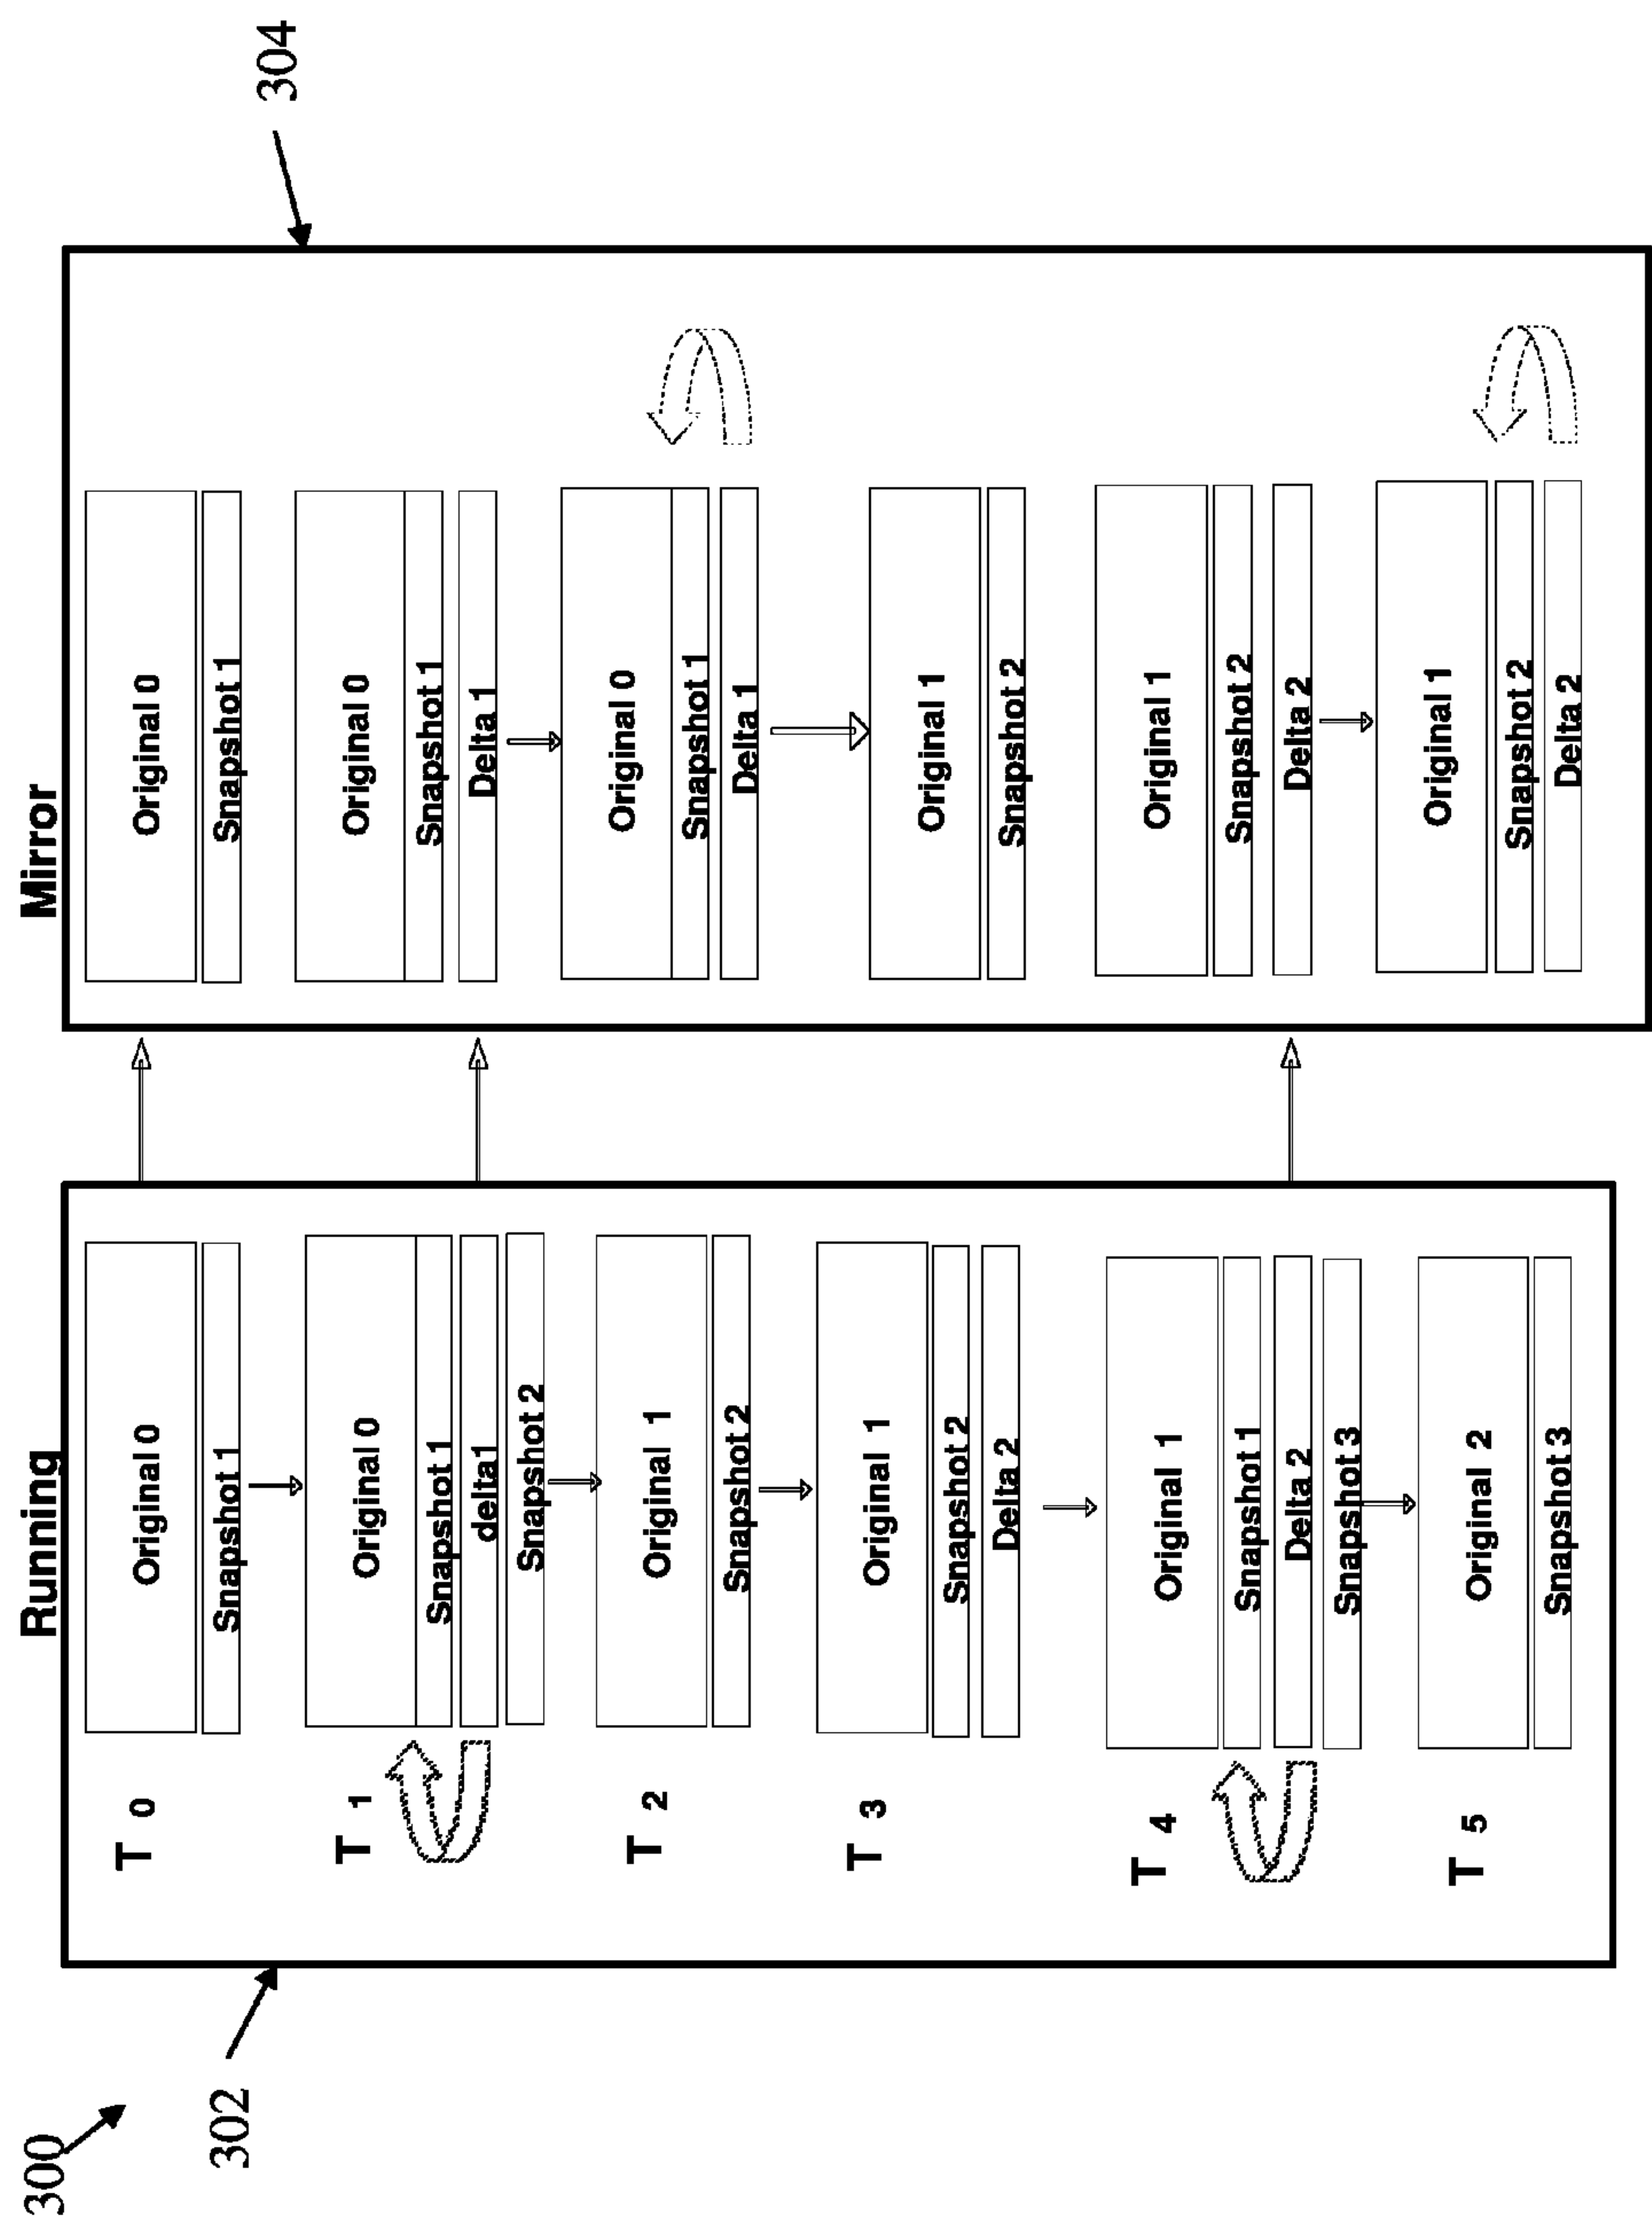 300
302
304
Running
T 0
Original 0
Snapshot 1
T 1
Original 0
Snapshot 1
delta1
Snapshot 2
T 2
Original 1
Snapshot 2
T 3
Original 1
Snapshot 2
Delta 2
T 4
Original 1
Snapshot 1
Delta 2
Snapshot 3
T 5
Original 2
Snapshot 3
Mirror
Original 0
Snapshot 1
Original 0
Snapshot 1
Delta 1
Original 0
Snapshot 1
Delta 1
Original 1
Snapshot 2
Original 1
Snapshot 2
Delta 2
Original 1
Snapshot 2
Delta 2